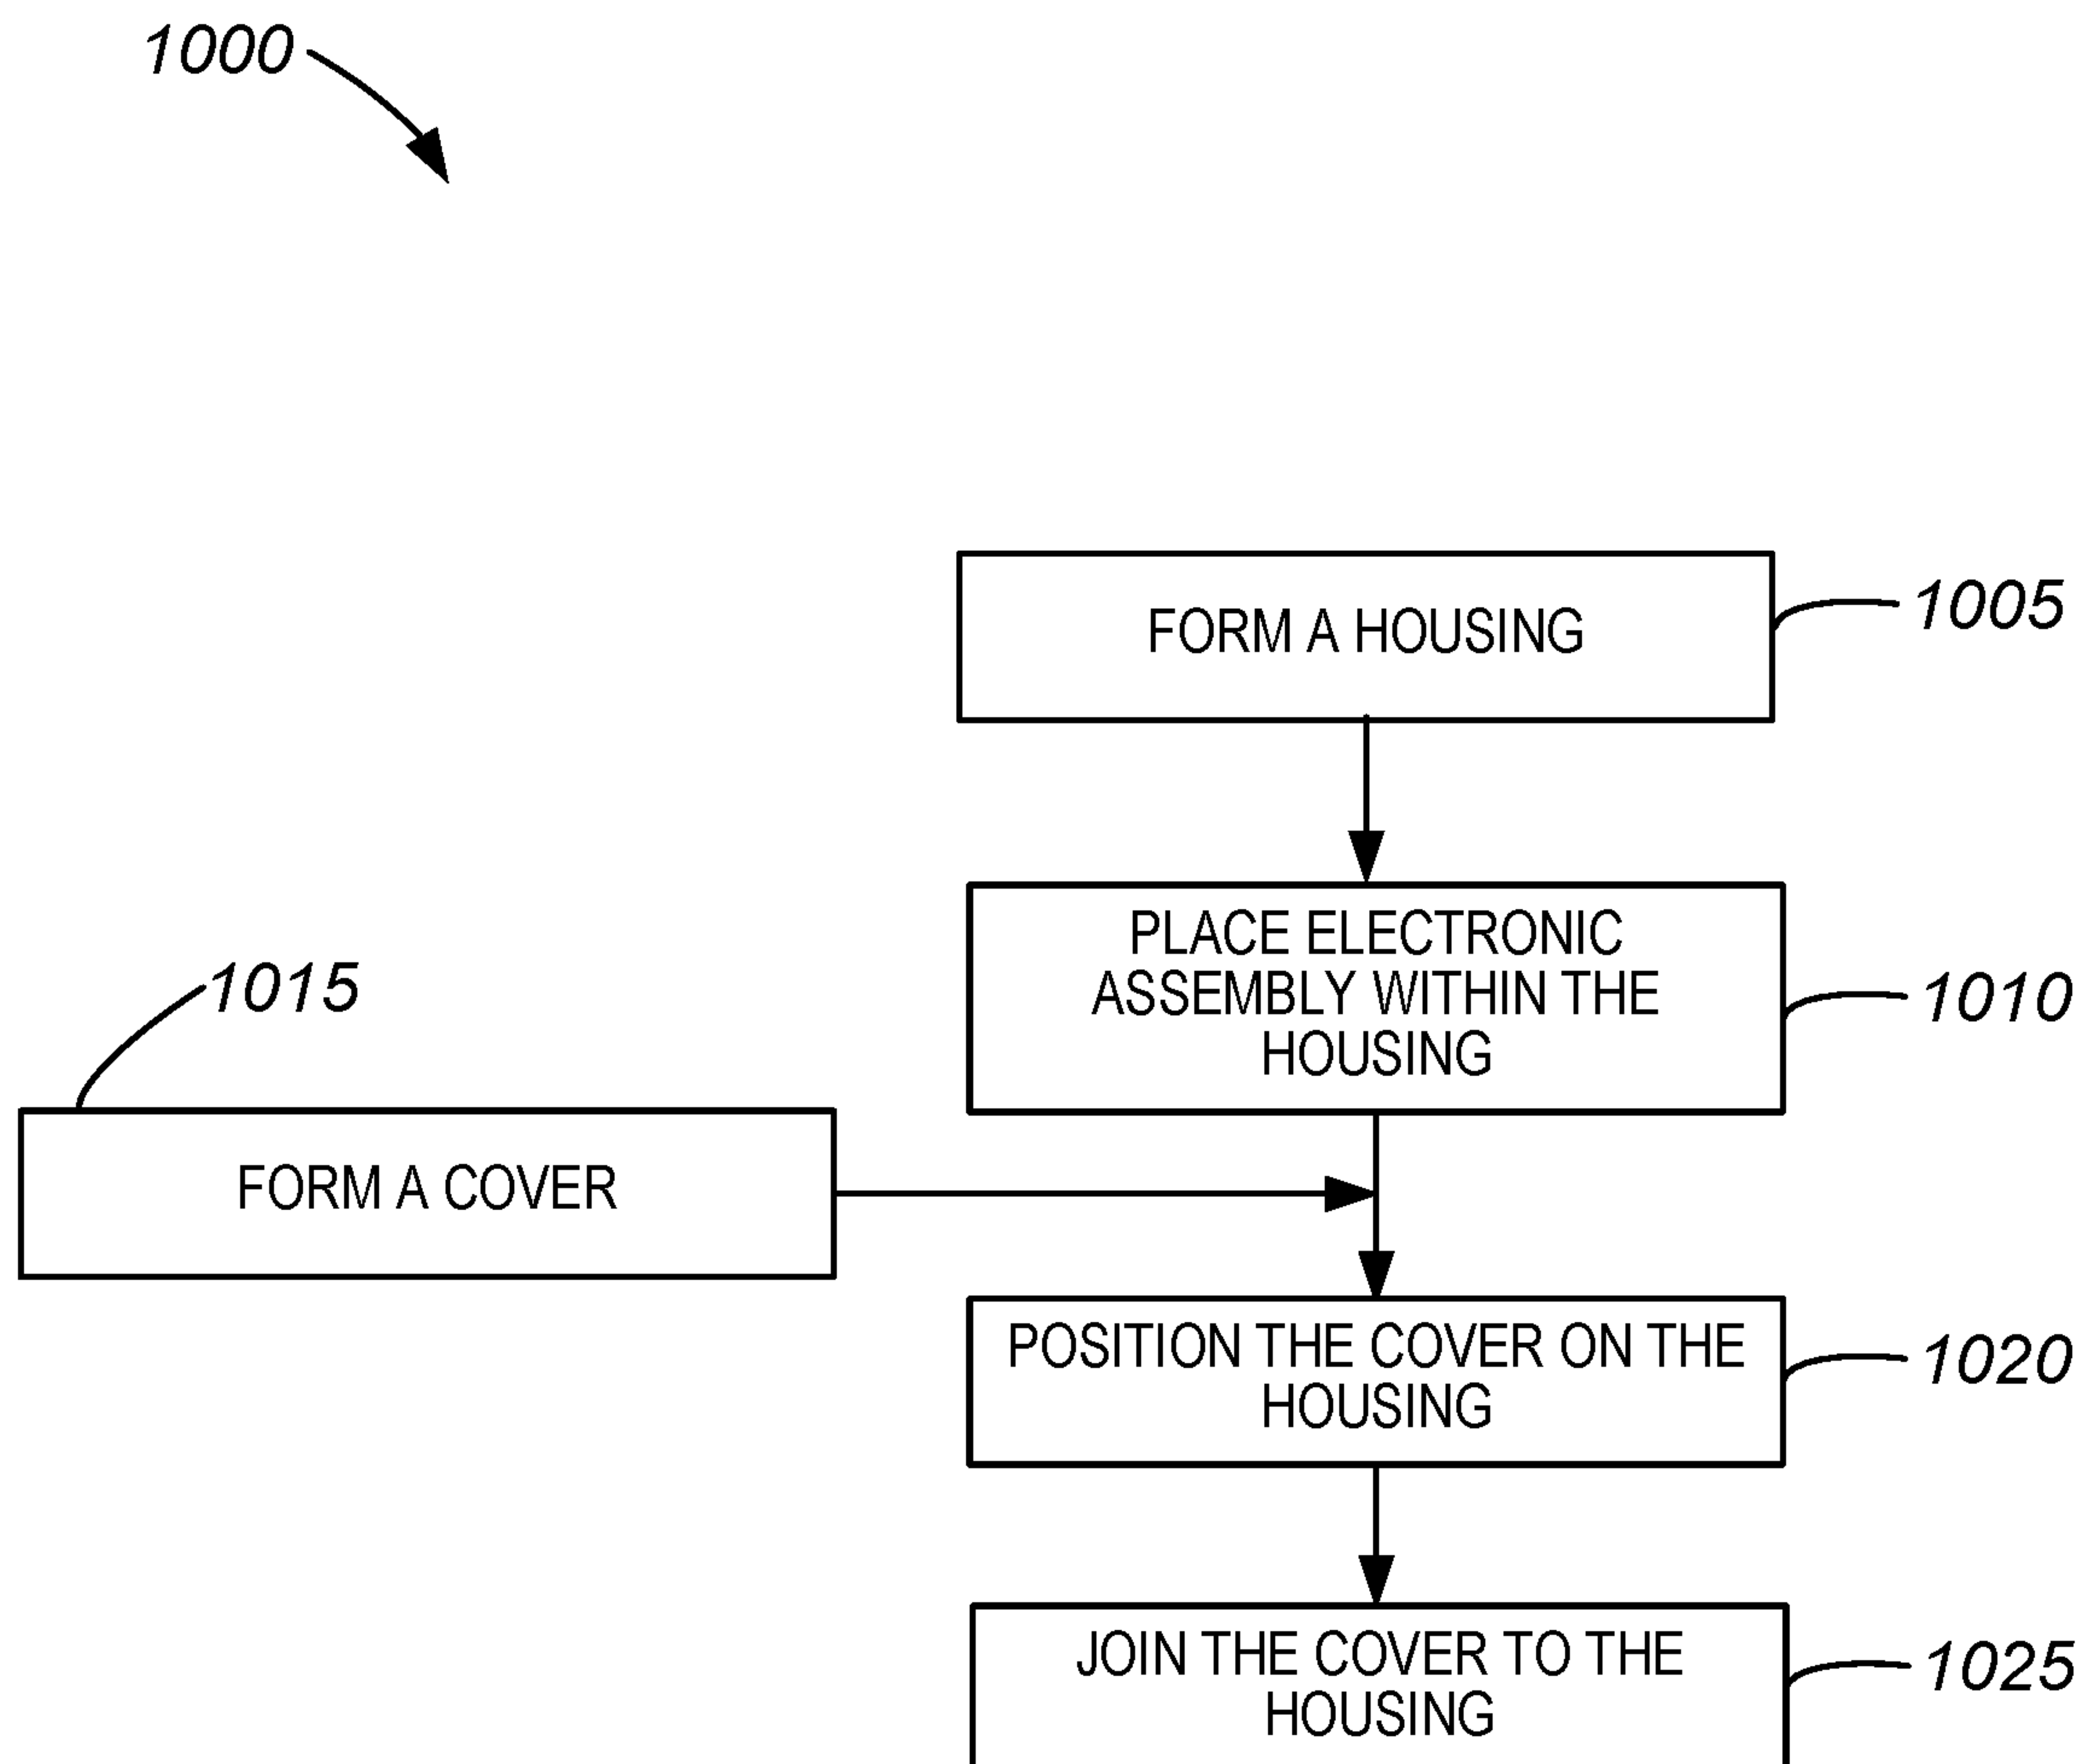 1000
FORM A HOUSING
1005
PLACE ELECTRONIC
ASSEMBLY WITHIN THE
HOUSING
1010
1015
FORM A COVER
POSITION THE COVER ON THE
HOUSING
1020
JOIN THE COVER TO THE
HOUSING
1025